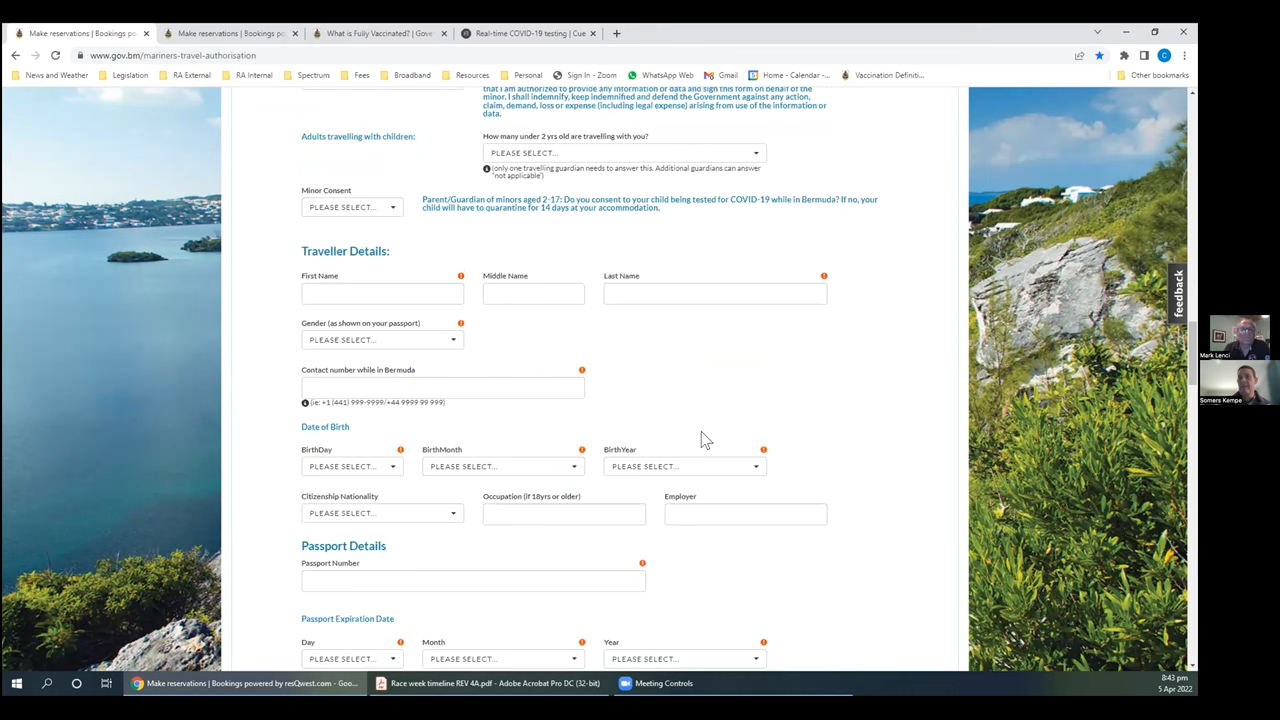 Make reservations | Bookings po
Make reservations | Bookings po
What is Fully Vaccinated? | Gove
Real-time COVID-19 testing | Cue
www.gov.bm/mariners-travel-authorisation
News and Weather
Legislation
RA External
RA Internal
Spectrum
Fees
Broadband
Resources
Personal
Sign In - Zoom
WhatsApp Web
Gmail
Home - Calendar -...
Vaccination Definiti...
Other bookmarks
that I am authorized to provide any information or data and sign this form on behalf of the
minor. I shall indemnify, keep indemnified and defend the Government against any action,
claim, demand, loss or expense (including legal expense) arising from use of the information or
data.
Adults travelling with children:
How many under 2 yrs old are travelling with you?
PLEASE SELECT...
(only one travelling guardian needs to answer this. Additional guardians can answer
"not applicable")
Minor Consent
PLEASE SELECT...
Parent/Guardian of minors aged 2-17: Do you consent to your child being tested for COVID-19 while in Bermuda? If no, your
child will have to quarantine for 14 days at your accommodation.
Traveller Details:
First Name
Middle Name
Last Name
Gender (as shown on your passport)
PLEASE SELECT...
Contact number while in Bermuda
(ie: +1 (441) 999-9999/+44 9999 99 999)
Date of Birth
BirthDay
BirthMonth
BirthYear
PLEASE SELECT...
PLEASE SELECT...
PLEASE SELECT...
Citizenship Nationality
Occupation (if 18yrs or older)
Employer
PLEASE SELECT...
Passport Details
Passport Number
Passport Expiration Date
Day
Month
Year
PLEASE SELECT...
PLEASE SELECT...
PLEASE SELECT...
feedback
Mark Lenci
Somers Kempe
Make reservations | Bookings powered by resQwest.com - Goo...
Race week timeline REV 4A.pdf - Adobe Acrobat Pro DC (32-bit)
Meeting Controls
8:43 pm
5 Apr 2022